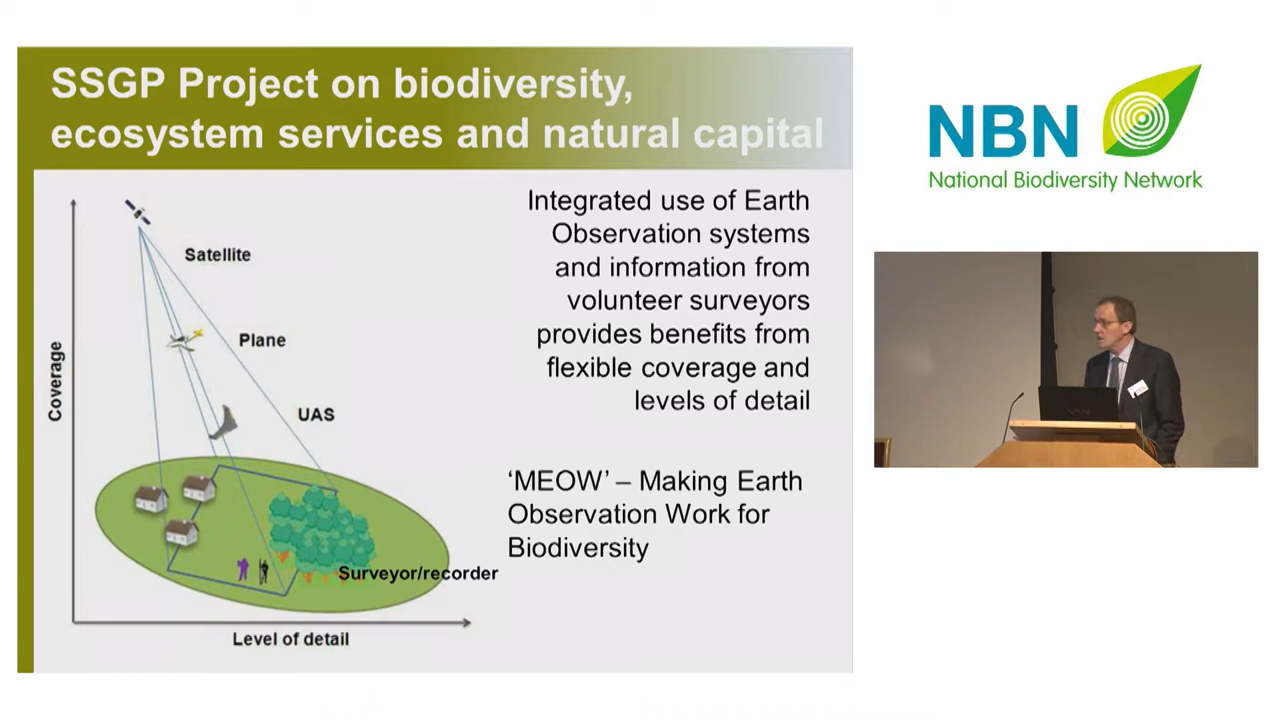 SSGP Project on biodiversity,
ecosystem services and natural capital
Satellite
Plane
UAS
Coverage
Surveyor/recorder
Level of detail
Integrated use of Earth
Observation systems
and information from
volunteer surveyors
provides benefits from
flexible coverage and
levels of detail
‘MEOW’ – Making Earth
Observation Work for
Biodiversity
NBN
National Biodiversity Network